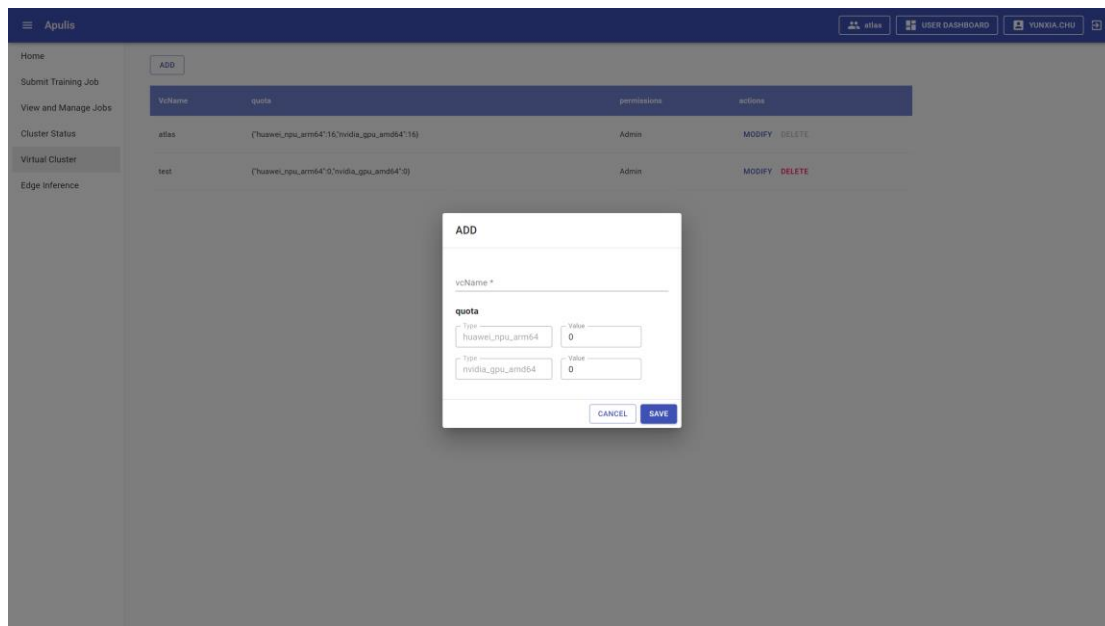 Apulis atlas USER DASHBOARD YUNXIA.CHU
Home
Submit Training Job
View and Manage Jobs
Cluster Status
Virtual Cluster
Edge Inference
ADD
VcName quota permissions actions
atlas {"huawei_npu_arm64":16,"nvidia_gpu_amd64":16} Admin MODIFY DELETE
test {"huawei_npu_arm64":0,"nvidia_gpu_amd64":0} Admin MODIFY DELETE
ADD
vcName *
quota
Type Value
huawei_npu_arm64 0
Type Value
nvidia_gpu_amd64 0
CANCEL SAVE